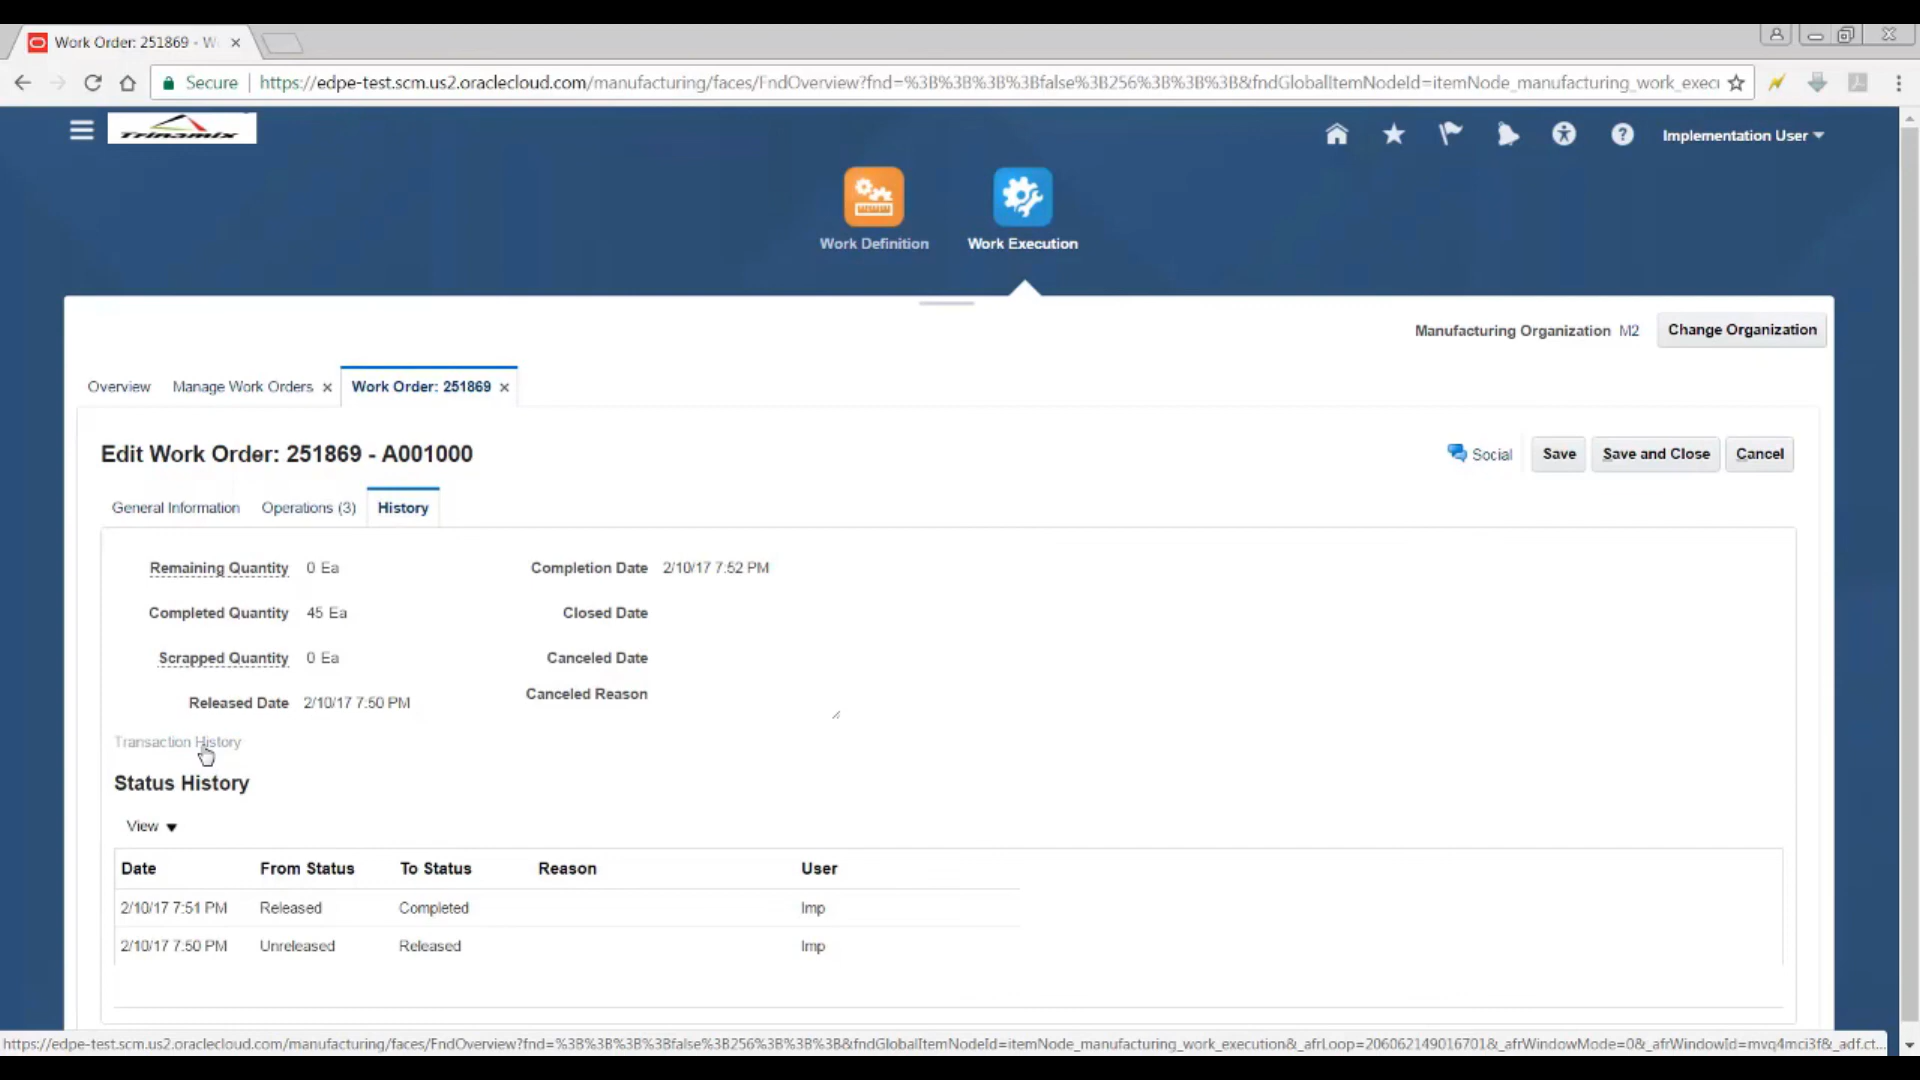 Work Order: 251869 - W
Secure https://edpe-test.scm.us2.oraclecloud.com/manufacturing/faces/FndOverview?fnd=%3B%3B%3B%3Bfalse%3B256%3B%3B%3B&fndGlobalItemNodeId=itemNode_manufacturing_work_exect
Trinamix
Implementation User
Work Definition
Work Execution
Manufacturing Organization M2 Change Organization
Overview Manage Work Orders Work Order: 251869
Edit Work Order: 251869 - A001000
Social Save Save and Close Cancel
General Information Operations (3) History
Remaining Quantity 0 Ea Completion Date 2/10/17 7:52 PM
Completed Quantity 45 Ea Closed Date
Scrapped Quantity 0 Ea Canceled Date
Released Date 2/10/17 7:50 PM Canceled Reason
Transaction History
Status History
View
Date From Status To Status Reason User
2/10/17 7:51 PM Released Completed Imp
2/10/17 7:50 PM Unreleased Released Imp
https://edpe-test.scm.us2.oraclecloud.com/manufacturing/faces/FndOverview?fnd=%3B%3B%3B%3Bfalse%3B256%3B%3B%3B&fndGlobalItemNodeId=itemNode_manufacturing_work_execution&_afrLoop=206062149016701&_afrWindowMode=0&_afrWindowId=mvq4mci3f&_adf.ct...